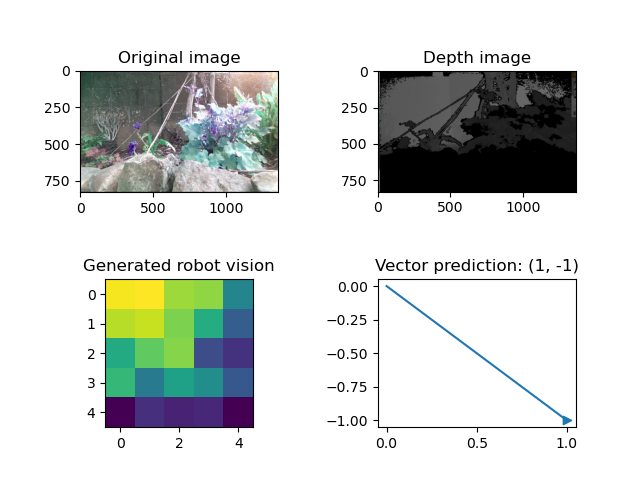 Original image
0
250
500
750
0 500 1000
Depth image
0
250
500
750
0 500 1000
Generated robot vision
0
1
2
3
4
0 2 4
Vector prediction: (1, -1)
0.00
−0.25
−0.50
−0.75
−1.00
0.0 0.5 1.0